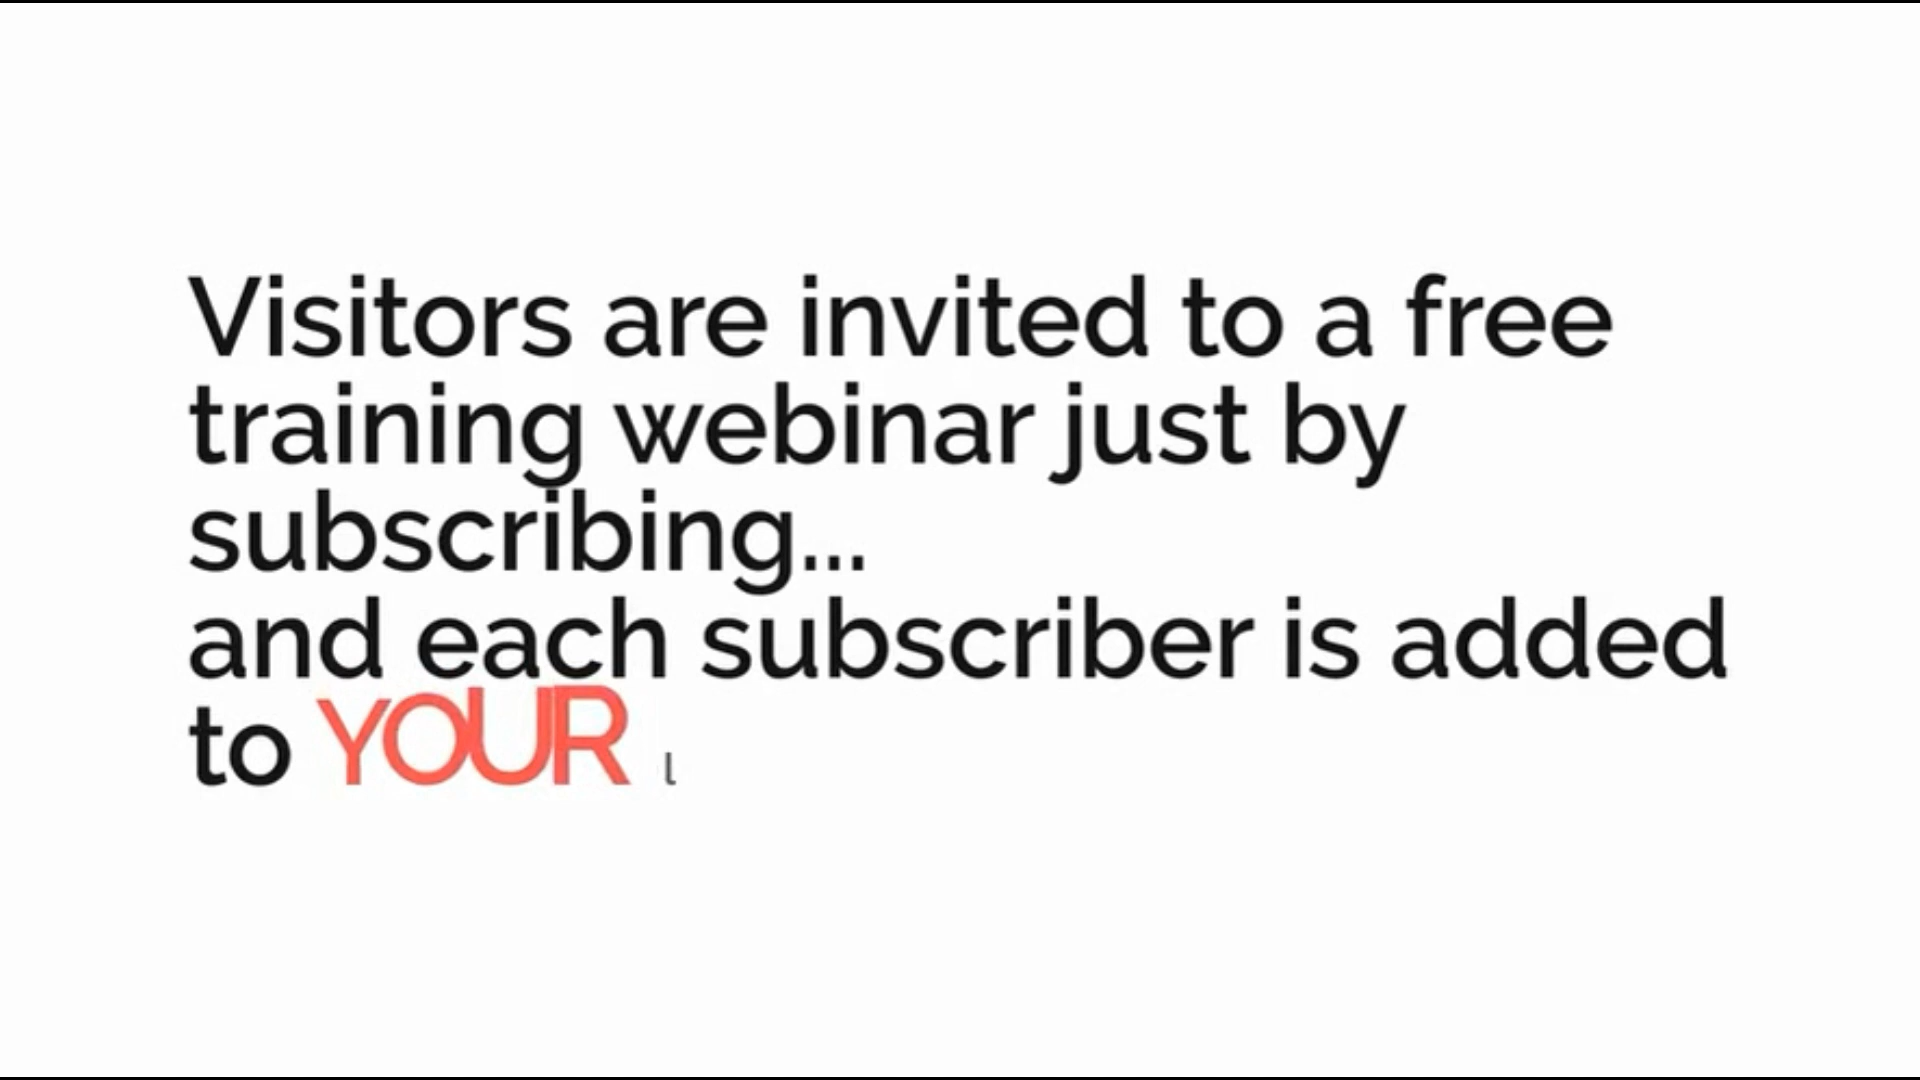 Visitors are invited to a free
training webinar just by
subscribing...
and each subscriber is added
to YOUR l